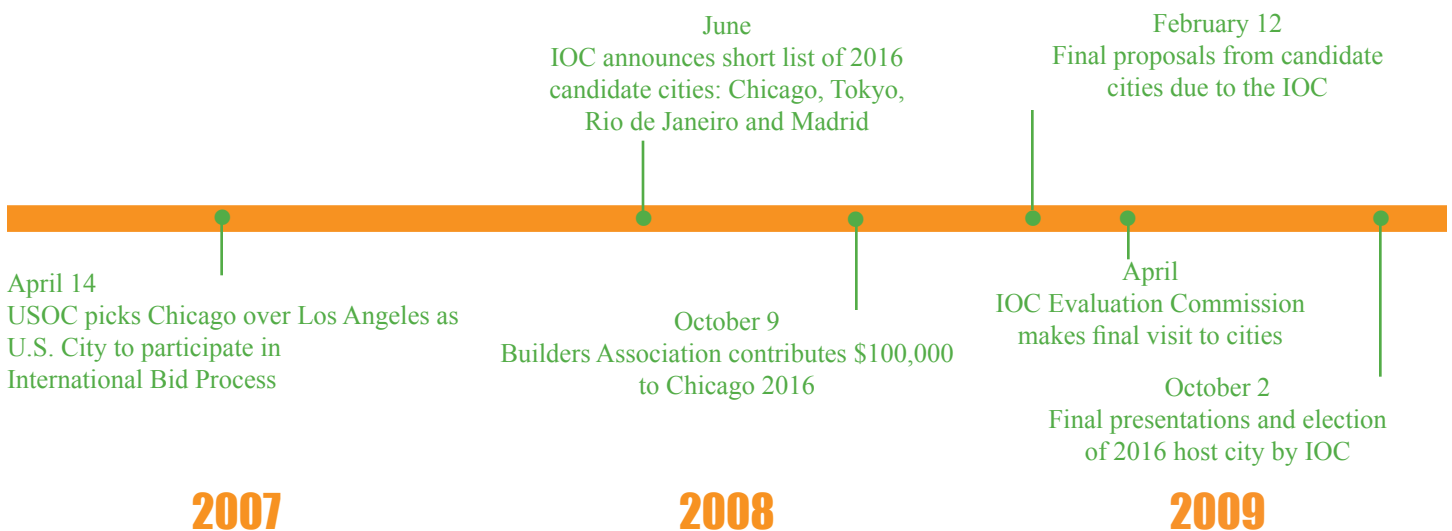 June
IOC announces short list of 2016
candidate cities: Chicago, Tokyo,
Rio de Janeiro and Madrid
February 12
Final proposals from candidate
cities due to the IOC
April 14
USOC picks Chicago over Los Angeles as
U.S. City to participate in
International Bid Process
October 9
Builders Association contributes $100,000
to Chicago 2016
April
IOC Evaluation Commission
makes final visit to cities
October 2
Final presentations and election
of 2016 host city by IOC
2007
2008
2009